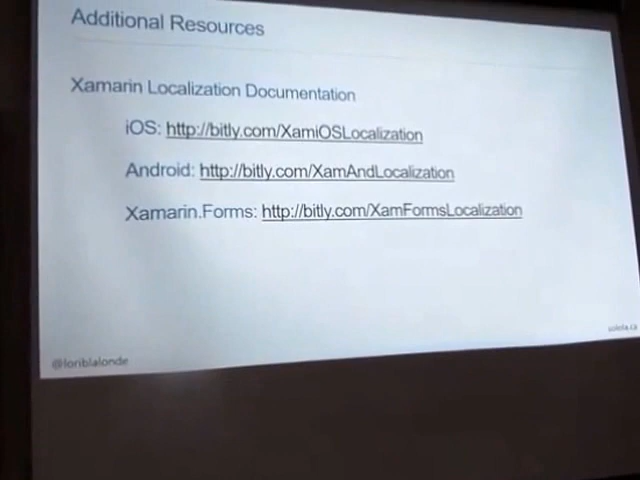 Additional Resources
Xamarin Localization Documentation
iOS: http://bitly.com/XamiOSLocalization
Android: http://bitly.com/XamAndLocalization
Xamarin.Forms: http://bitly.com/XamFormsLocalization
@loriblalonde